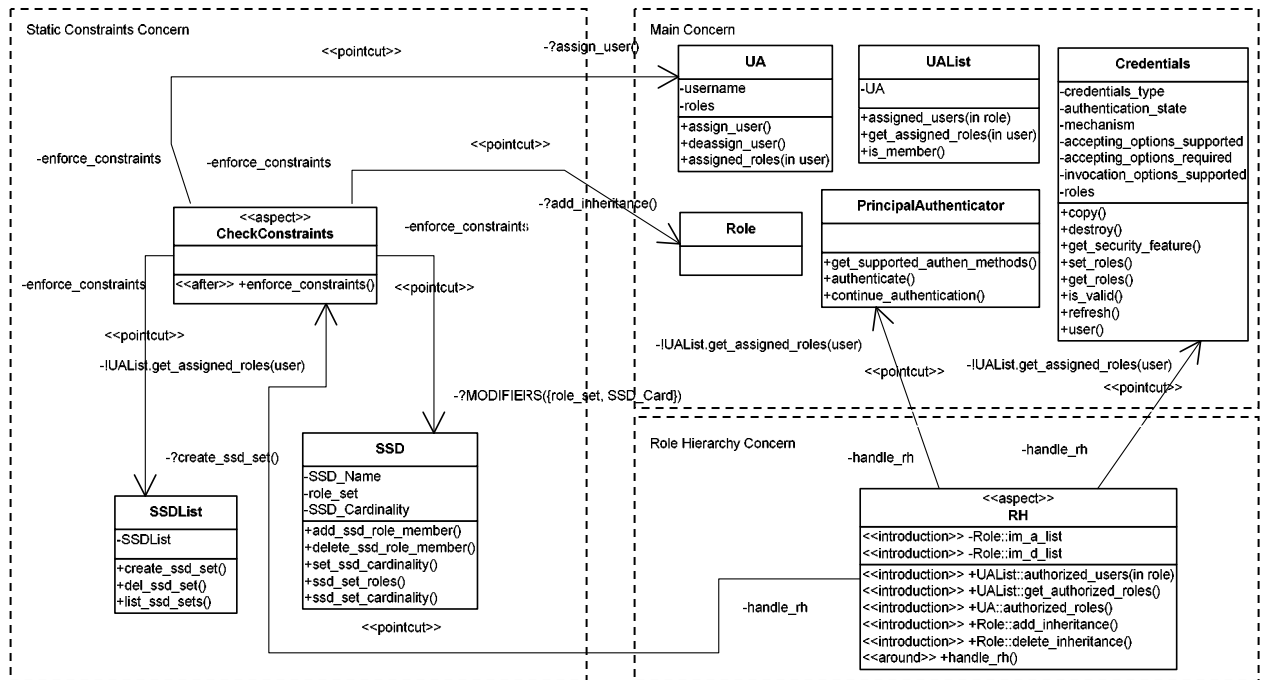 Static Constraints Concern
<<pointcut>>
-?assign_user()
-enforce_constraints
-enforce_constraints
<<pointcut>>
-?add_inheritance()
<<aspect>>
CheckConstraints
<<after>> +enforce_constraints()
-enforce_constraints
-enforce_constraints
<<pointcut>>
<<pointcut>>
-!UAList.get_assigned_roles(user)
-?MODIFIERS({role_set, SSD_Card})
-?create_ssd_set()
SSDList
-SSDList
+create_ssd_set()
+del_ssd_set()
+list_ssd_sets()
SSD
-SSD_Name
-role_set
-SSD_Cardinality
+add_ssd_role_member()
+delete_ssd_role_member()
+set_ssd_cardinality()
+ssd_set_roles()
+ssd_set_cardinality()
<<pointcut>>
Main Concern
UA
-username
-roles
+assign_user()
+deassign_user()
+assigned_roles(in user)
UAList
-UA
+assigned_users(in role)
+get_assigned_roles(in user)
+is_member()
Credentials
-credentials_type
-authentication_state
-mechanism
-accepting_options_supported
-accepting_options_required
-invocation_options_supported
-roles
+copy()
+destroy()
+get_security_feature()
+set_roles()
+get_roles()
+is_valid()
+refresh()
+user()
Role
PrincipalAuthenticator
+get_supported_authen_methods()
+authenticate()
+continue_authentication()
-!UAList.get_assigned_roles(user)
<<pointcut>>
-!UAList.get_assigned_roles(user)
<<pointcut>>
Role Hierarchy Concern
-handle_rh
-handle_rh
-handle_rh
<<aspect>>
RH
<<introduction>> -Role::im_a_list
<<introduction>> -Role::im_d_list
<<introduction>> +UAList::authorized_users(in role)
<<introduction>> +UAList::get_authorized_roles()
<<introduction>> +UA::authorized_roles()
<<introduction>> +Role::add_inheritance()
<<introduction>> +Role::delete_inheritance()
<<around>> +handle_rh()